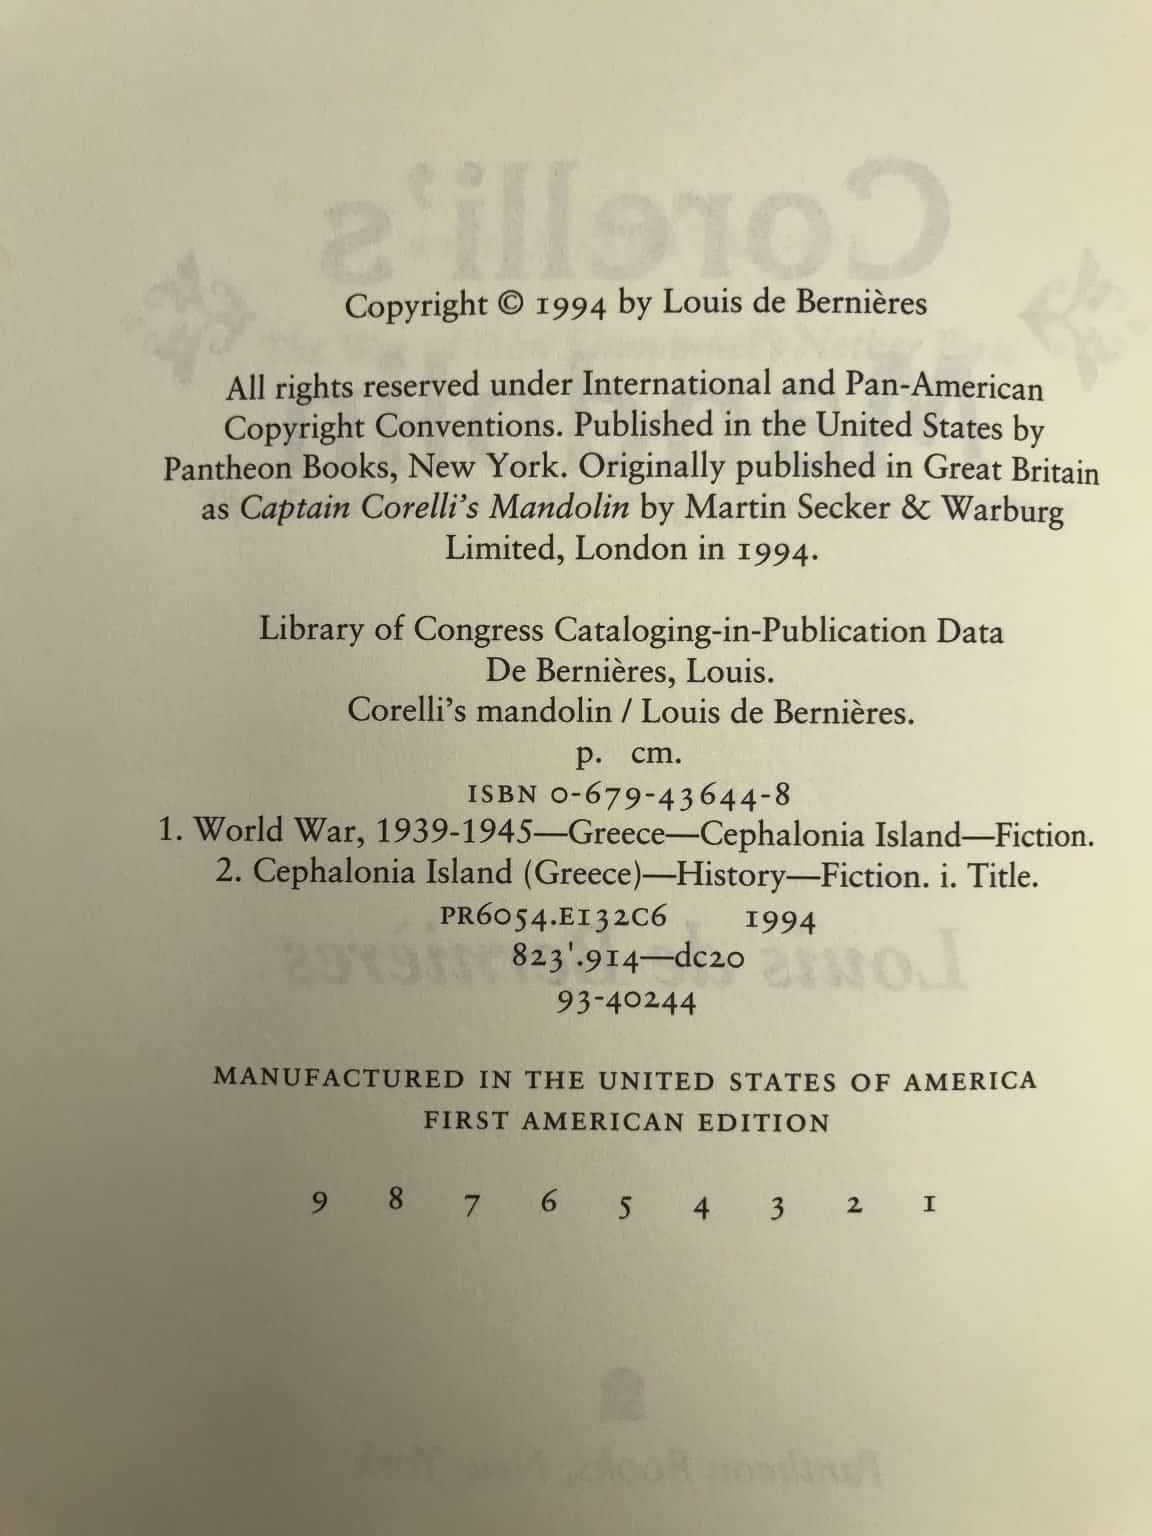 Copyright © 1994 by Louis de Bernières
All rights reserved under International and Pan-American
Copyright Conventions. Published in the United States by
Pantheon Books, New York. Originally published in Great Britain
as Captain Corelli's Mandolin by Martin Secker & Warburg
Limited, London in 1994.
Library of Congress Cataloging-in-Publication Data
De Bernières, Louis.
Corelli's mandolin / Louis de Bernières.
p. cm.
ISBN 0-679-43644-8
1. World War, 1939-1945—Greece—Cephalonia Island—Fiction.
2. Cephalonia Island (Greece)—History—Fiction. i. Title.
PR6054.E132C6 1994
823'.914—dc20
93-40244
MANUFACTURED IN THE UNITED STATES OF AMERICA
FIRST AMERICAN EDITION
9 8 7 6 5 4 3 2 1